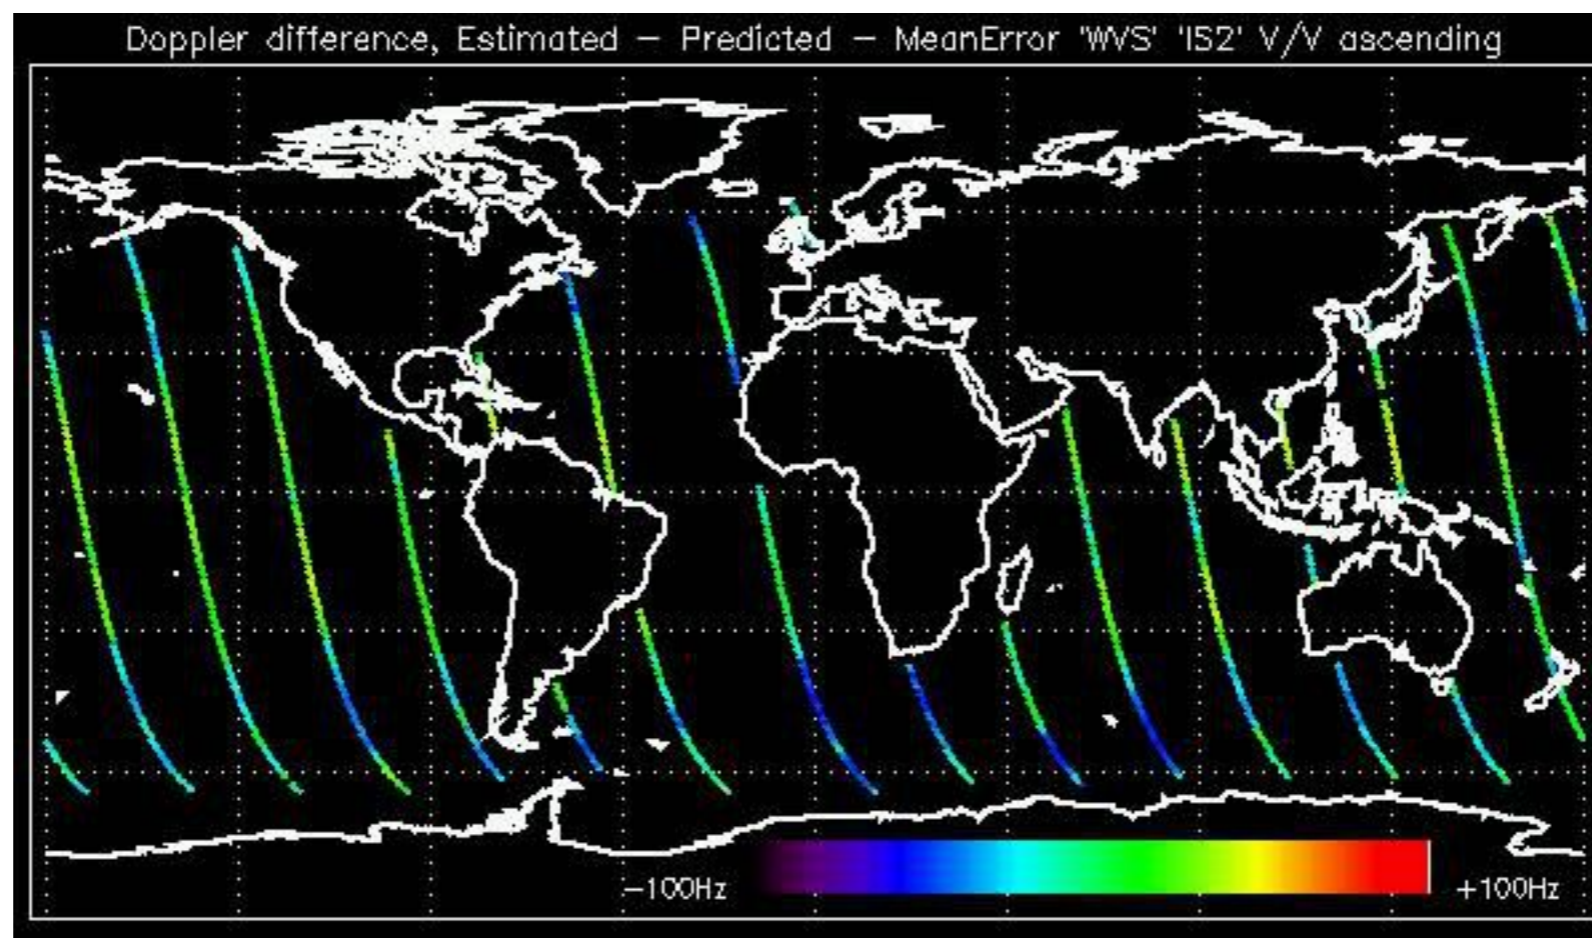 Doppler difference, Estimated – Predicted – MeanError 'WVS' 'IS2' V/V ascending
–100Hz +100Hz